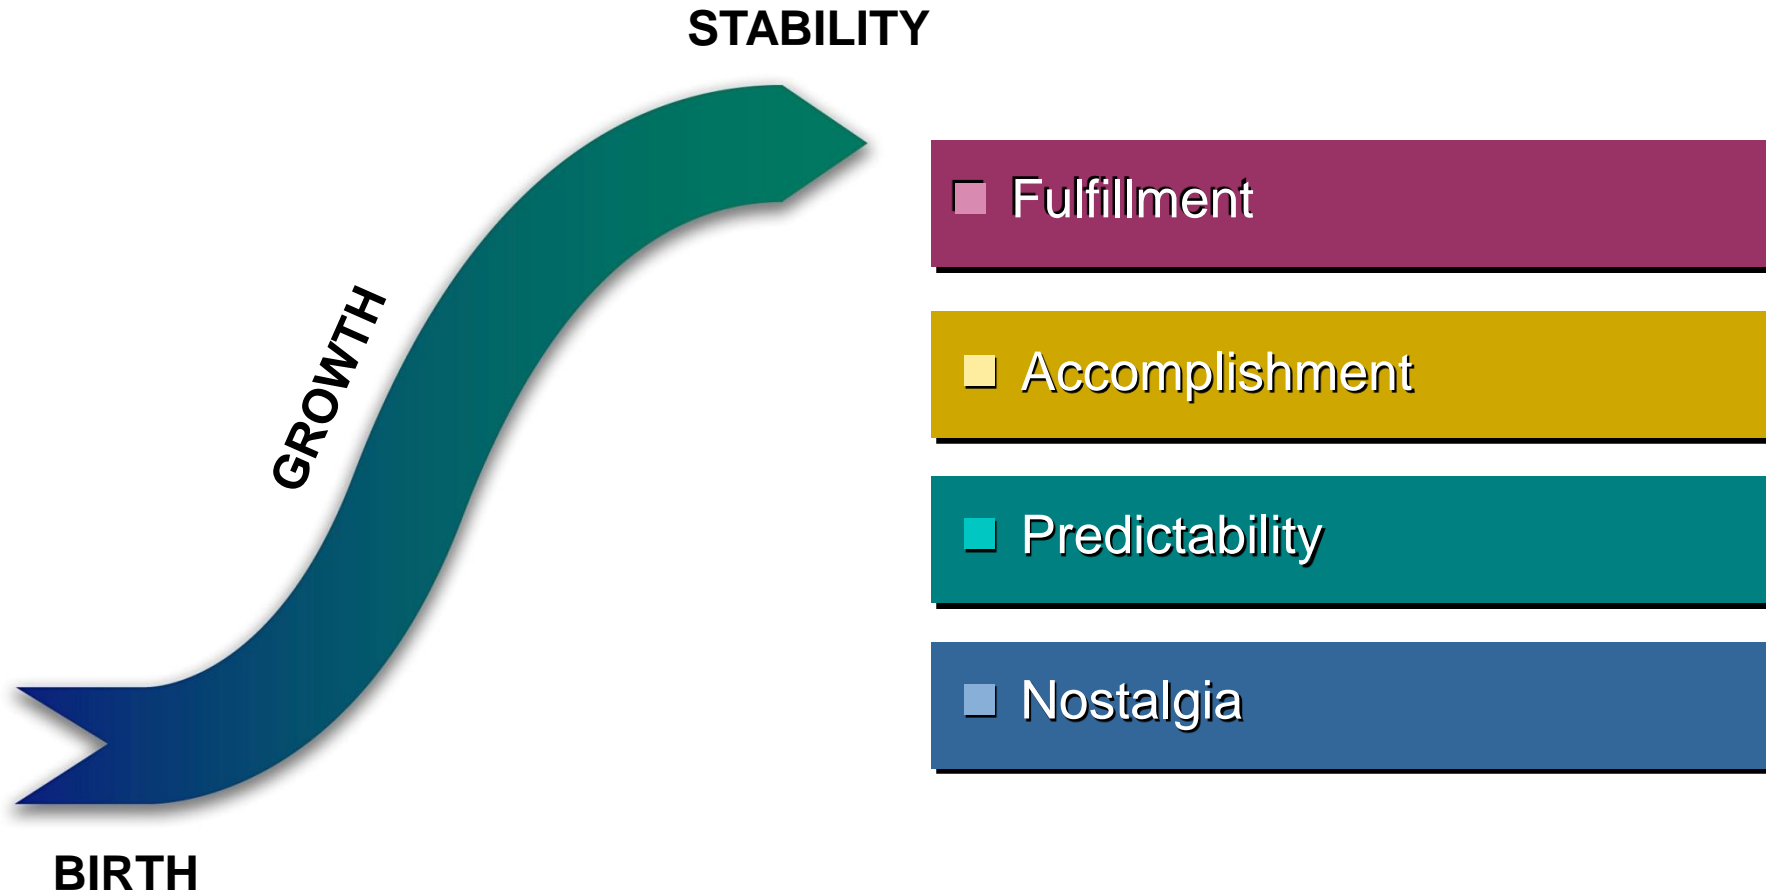 STABILITY
Fulfillment
GROWTH
Accomplishment
Predictability
Nostalgia
BIRTH